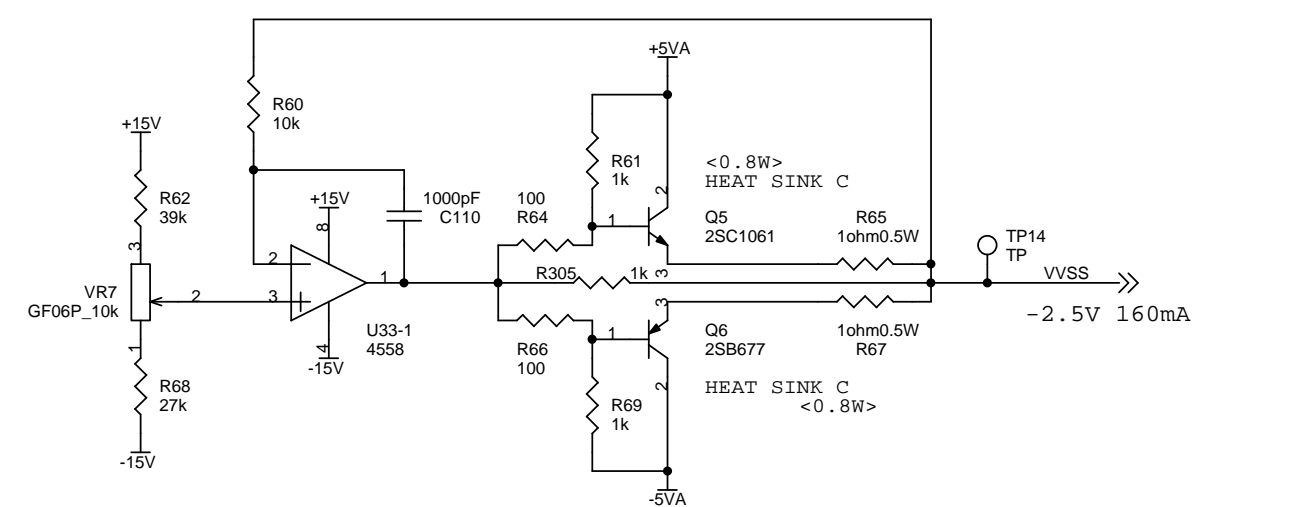 +5VA
R60
10k
+15V
R61
1k
<0.8W>
HEAT SINK C
R62
39k
+15V
1000pF
C110
100
R64
2
8
1
Q5
2SC1061
R65
1ohm0.5W
TP14
TP
3
2
1
R305
1k
3
VVSS
VR7
GF06P_10k
2
3
-2.5V 160mA
3
U33-1
4558
R66
100
1
Q6
2SB677
1ohm0.5W
R67
1
4
-15V
R68
27k
2
HEAT SINK C
<0.8W>
R69
1k
-15V
-5VA